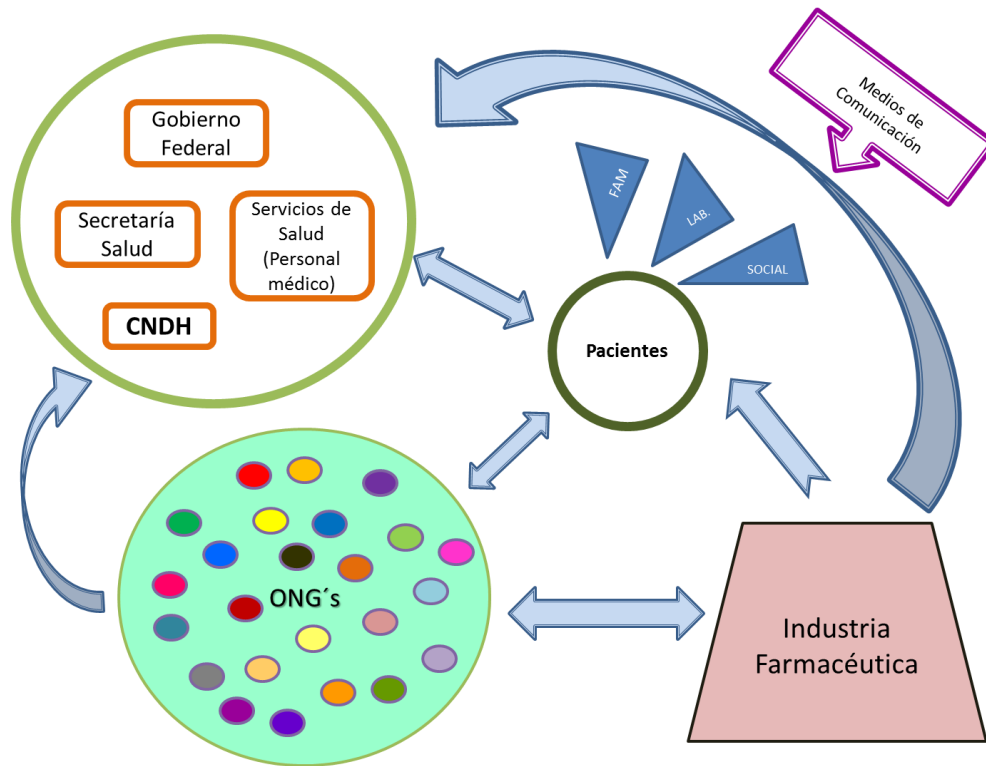 Gobierno
Federal
Secretaría
Salud
Servicios de
Salud
(Personal
médico)
CNDH
Medios de
Comunicación
FAM
LAB.
SOCIAL
Pacientes
ONG´s
Industria
Farmacéutica